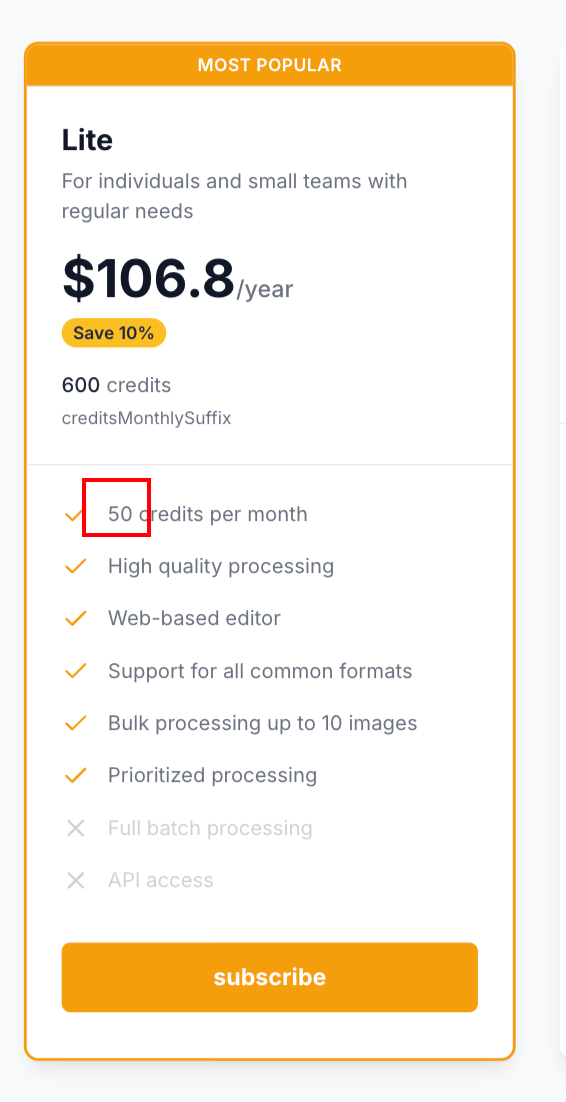 MOST POPULAR
Lite
For individuals and small teams with
regular needs
$106.8/year
Save 10%
600 credits
creditsMonthlySuffix
50 credits per month
High quality processing
Web-based editor
Support for all common formats
Bulk processing up to 10 images
Prioritized processing
Full batch processing
API access
subscribe